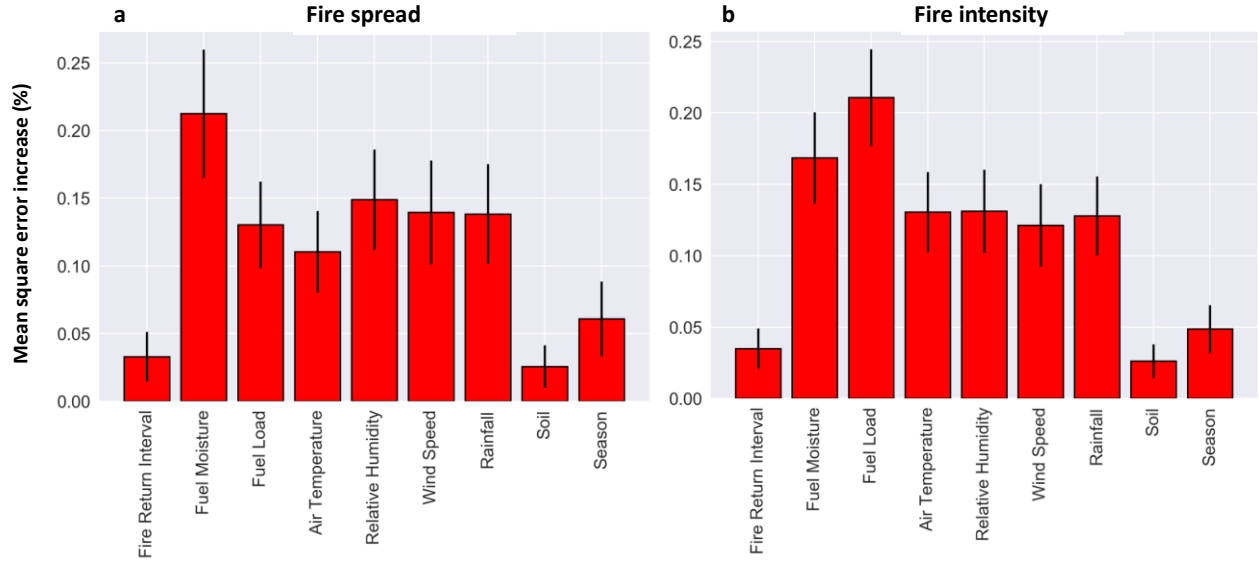 a Fire spread
Mean square error increase (%)
0.25
0.20
0.15
0.10
0.05
0.00
Fire Return Interval
Fuel Moisture
Fuel Load
Air Temperature
Relative Humidity
Wind Speed
Rainfall
Soil
Season
b Fire intensity
0.25
0.20
0.15
0.10
0.05
0.00
Fire Return Interval
Fuel Moisture
Fuel Load
Air Temperature
Relative Humidity
Wind Speed
Rainfall
Soil
Season